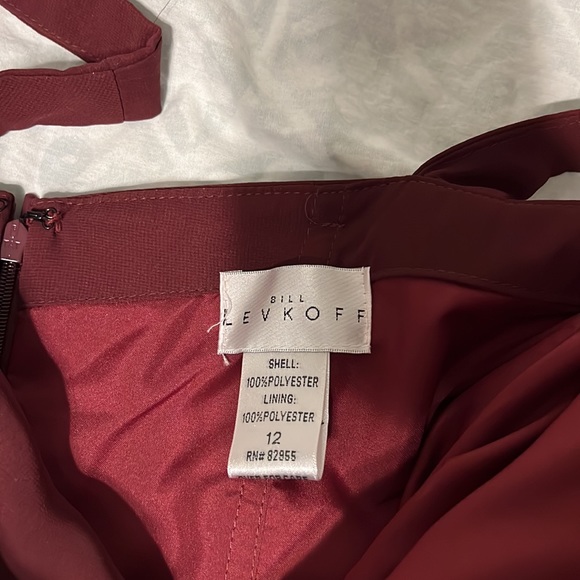 BILL
LEVKOFF
SHELL:
100%POLYESTER
LINING:
100%POLYESTER
12
RN# 82955